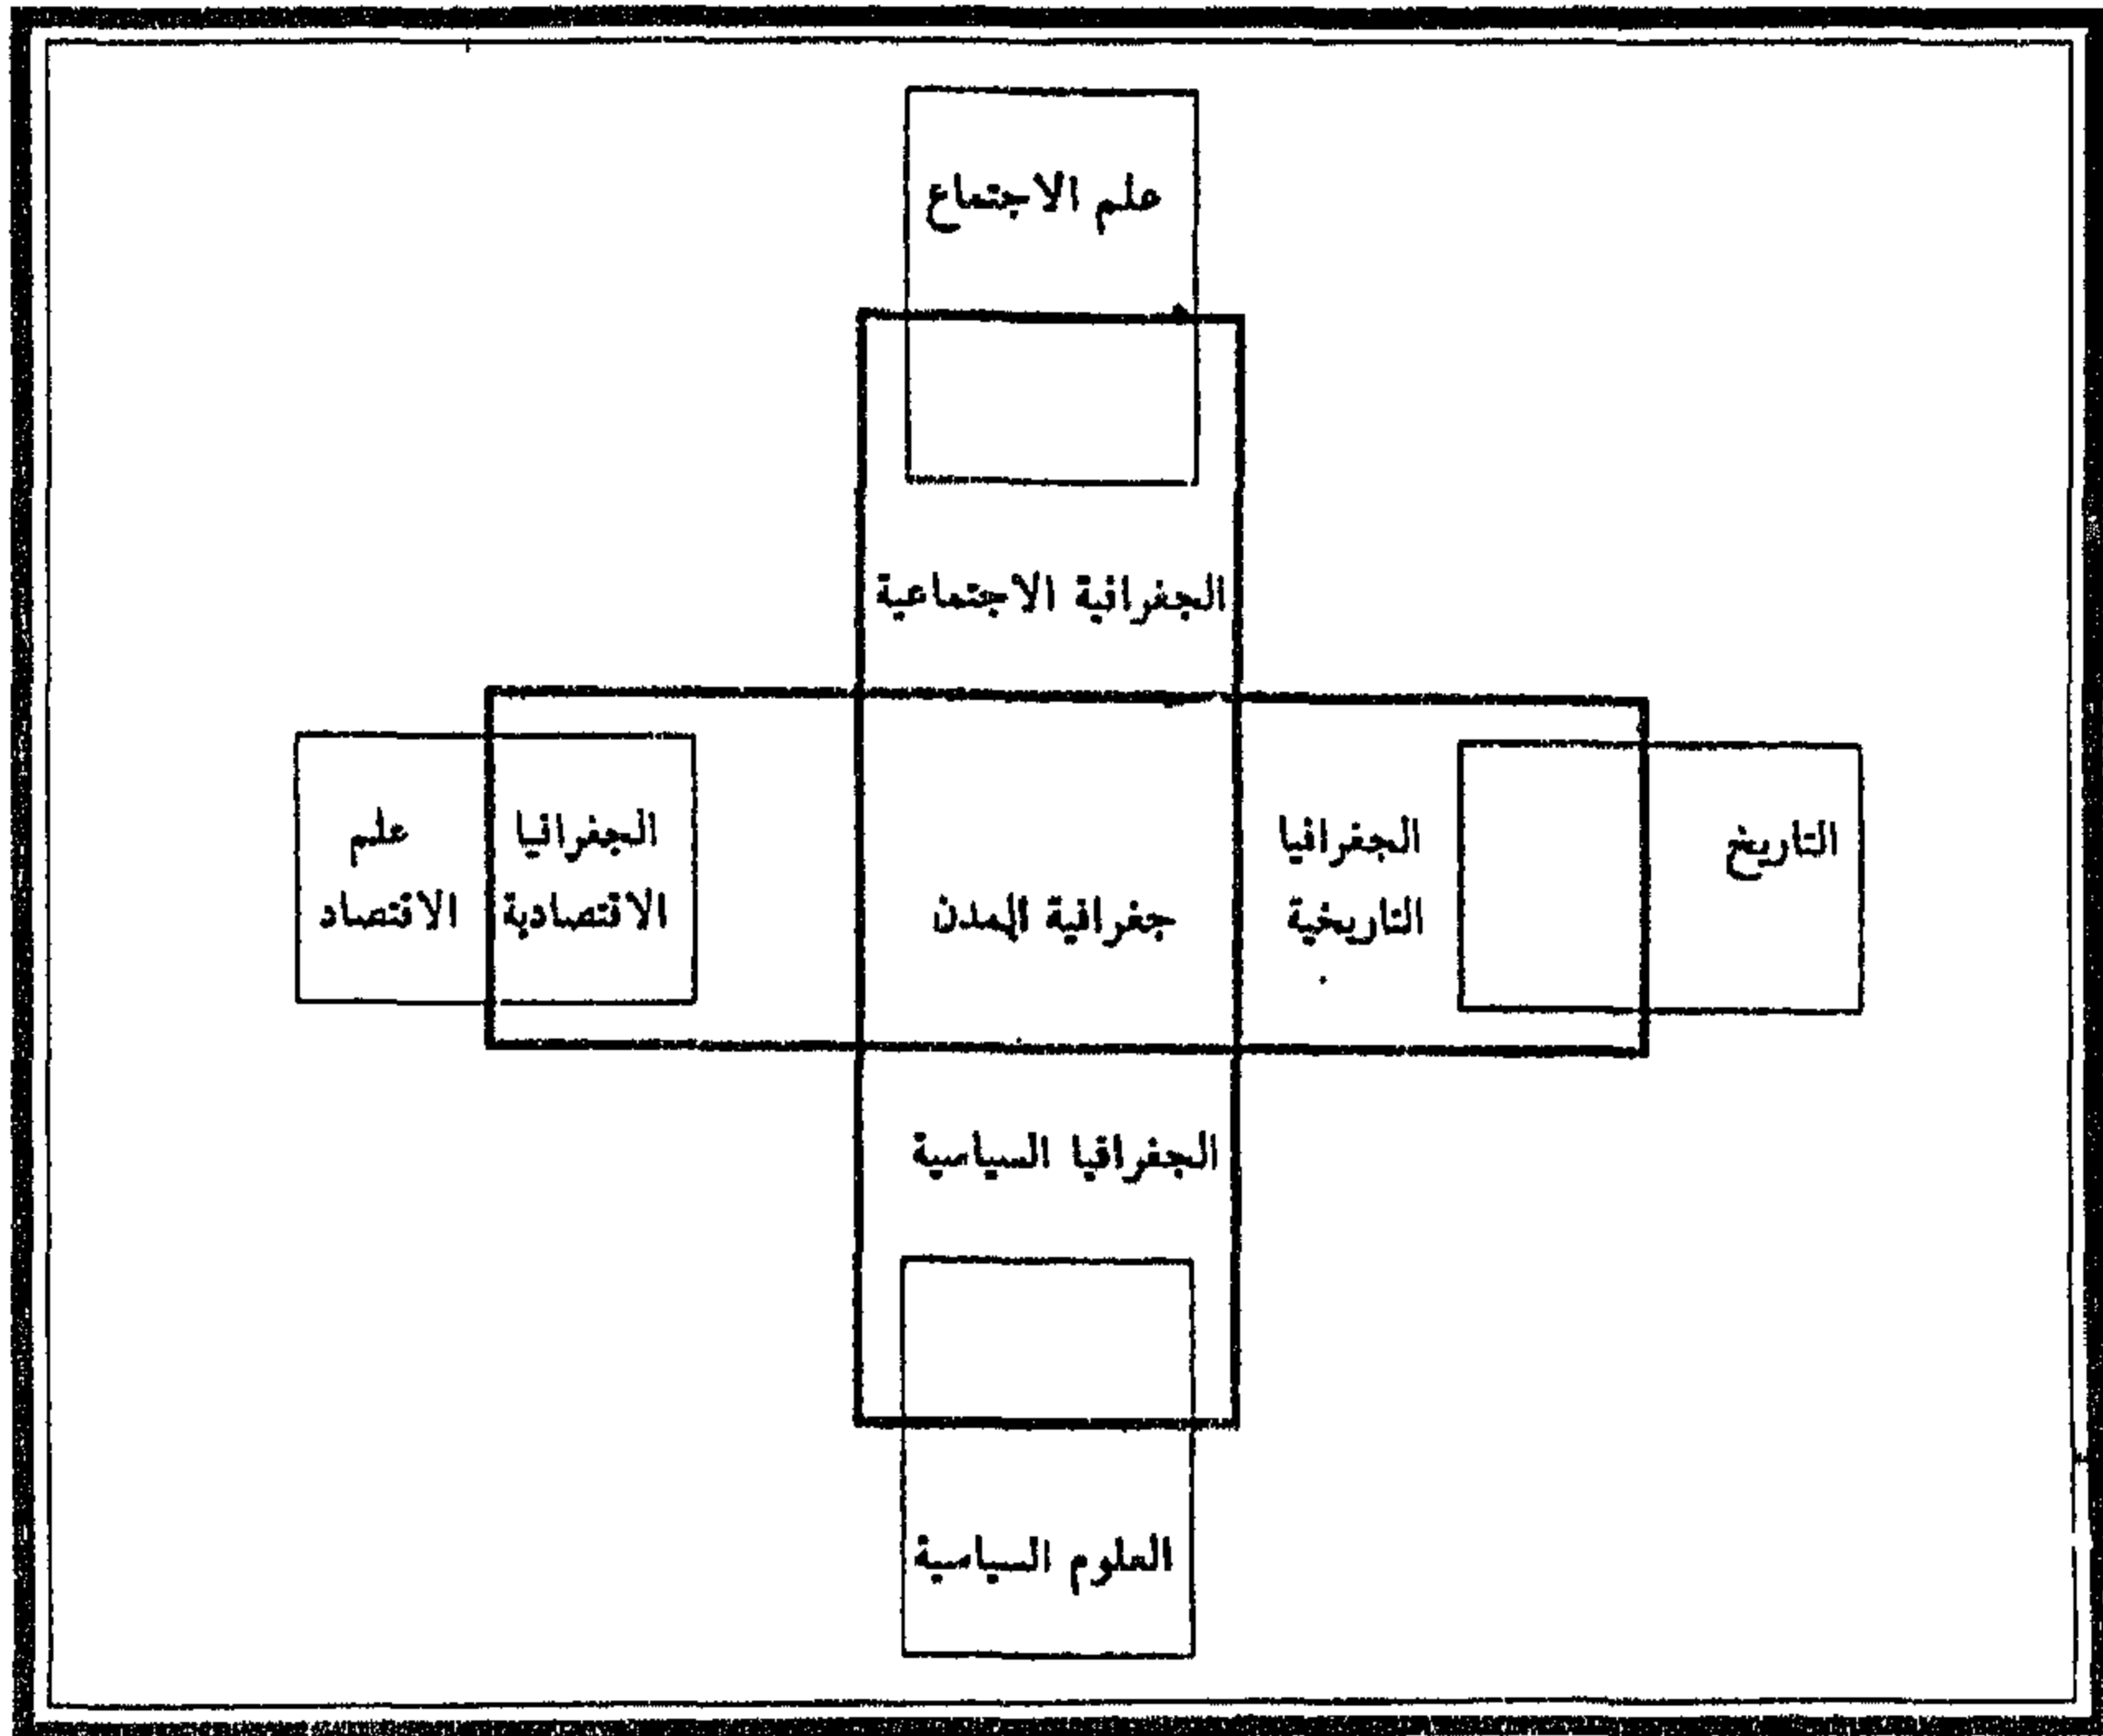 علم الاجتماع
الجغرافية الاجتماعية
التاريخ
الجغرافيا
التاريخية
جغرافية المدن
الجغرافيا
الاقتصادية
علم
الاقتصاد
الجغرافيا السياسية
العلوم السياسية